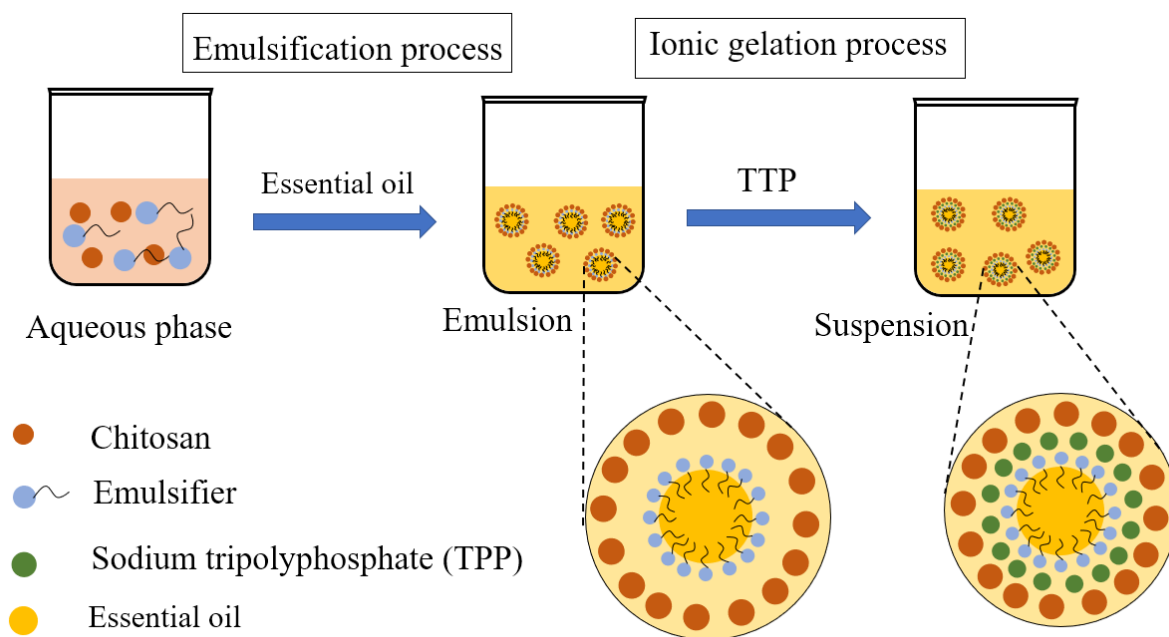 Emulsification process
Ionic gelation process
Essential oil
TTP
Aqueous phase
Emulsion
Suspension
Chitosan
Emulsifier
Sodium tripolyphosphate (TPP)
Essential oil